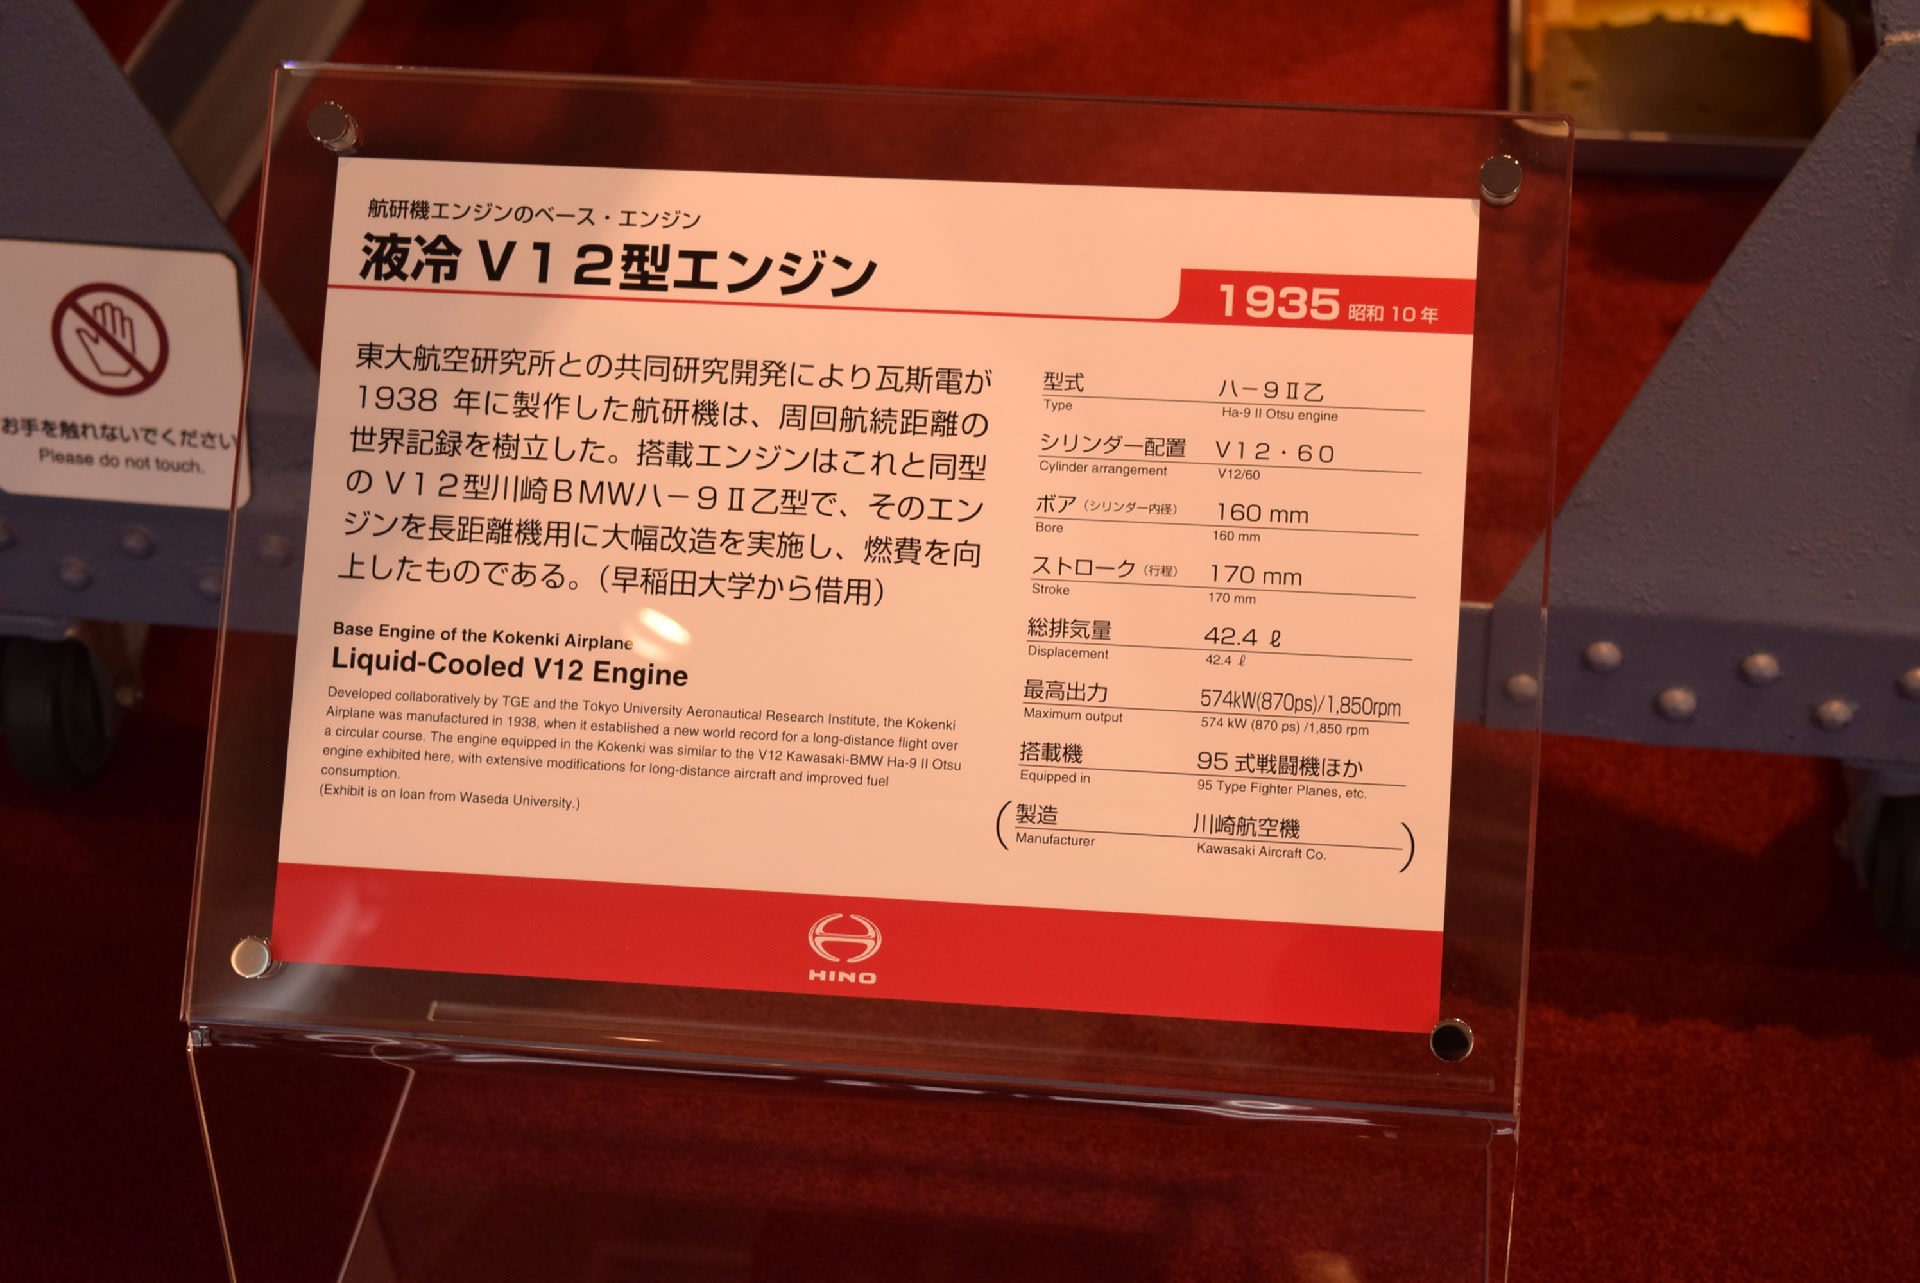 航研機エンジンのベース・エンジン
液冷V12型エンジン
1935 昭和10年
東大航空研究所との共同研究開発により瓦斯電が
1938 年に製作した航研機は、周回航続距離の
世界記録を樹立した。搭載エンジンはこれと同型
のV12型川崎BMWハー9Ⅱ乙型で、そのエン
ジンを長距離機用に大幅改造を実施し、燃費を向
上したものである。(早稲田大学から借用)
Base Engine of the Kokenki Airplane
Liquid-Cooled V12 Engine
Developed collaboratively by TGE and the Tokyo University Aeronautical Research Institute, the Kokenki
Airplane was manufactured in 1938, when it established a new world record for a long-distance flight over
a circular course. The engine equipped in the Kokenki was similar to the V12 Kawasaki-BMW Ha-9 II Otsu
engine exhibited here, with extensive modifications for long-distance aircraft and improved fuel
consumption.
(Exhibit is on loan from Waseda University.)
型式 ハー9Ⅱ乙
Type Ha-9 II Otsu engine
シリンダー配置 V12・60
Cylinder arrangement V12/60
ボア(シリンダー内径) 160 mm
Bore 160 mm
ストローク(行程) 170 mm
Stroke 170 mm
総排気量 42.4 ℓ
Displacement 42.4 ℓ
最高出力 574kW(870ps)/1,850rpm
Maximum output 574 kW (870 ps) /1,850 rpm
搭載機 95式戦闘機ほか
Equipped in 95 Type Fighter Planes, etc.
(製造 川崎航空機
Manufacturer Kawasaki Aircraft Co.)
HINO
お手を触れないでください
Please do not touch.